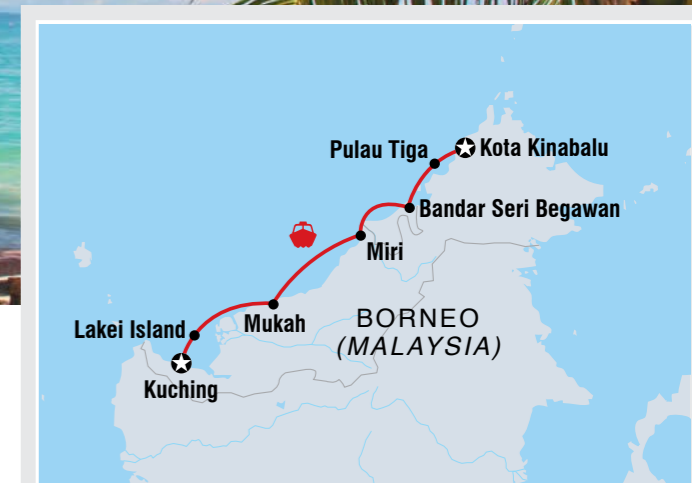 Pulau Tiga
Kota Kinabalu
Bandar Seri Begawan
Miri
Mukah
BORNEO
(MALAYSIA)
Lakei Island
Kuching